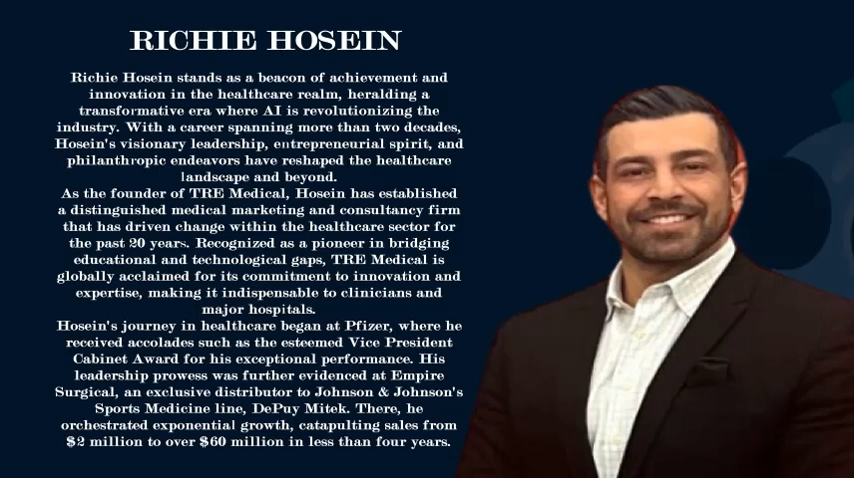 RICHIE HOSEIN
Richie Hosein stands as a beacon of achievement and
innovation in the healthcare realm, heralding a
transformative era where AI is revolutionizing the
industry. With a career spanning more than two decades,
Hosein's visionary leadership, entrepreneurial spirit, and
philanthropic endeavors have reshaped the healthcare
landscape and beyond.
As the founder of TRE Medical, Hosein has established
a distinguished medical marketing and consultancy firm
that has driven change within the healthcare sector for
the past 20 years. Recognized as a pioneer in bridging
educational and technological gaps, TRE Medical is
globally acclaimed for its commitment to innovation and
expertise, making it indispensable to clinicians and
major hospitals.
Hosein's journey in healthcare began at Pfizer, where he
received accolades such as the esteemed Vice President
Cabinet Award for his exceptional performance. His
leadership prowess was further evidenced at Empire
Surgical, an exclusive distributor to Johnson & Johnson's
Sports Medicine line, DePuy Mitek. There, he
orchestrated exponential growth, catapulting sales from
$2 million to over $60 million in less than four years.